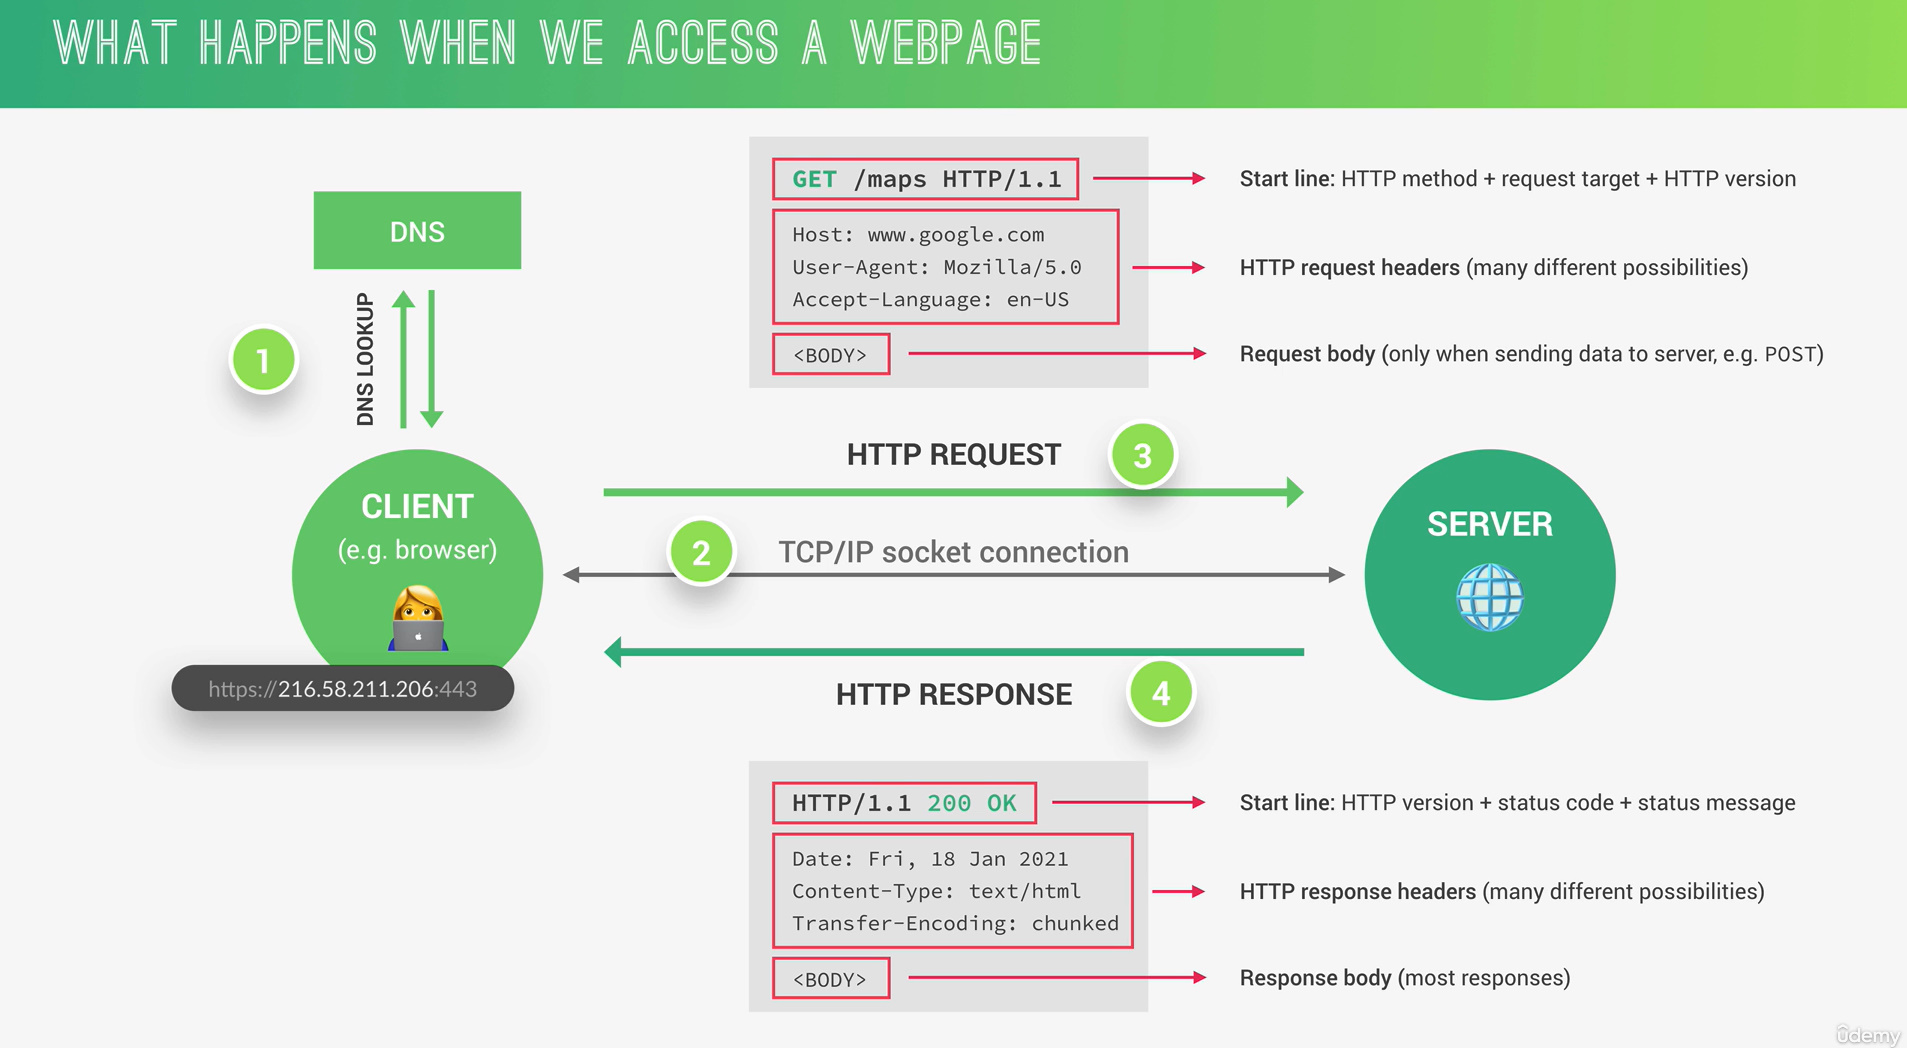 WHAT HAPPENS WHEN WE ACCESS A WEBPAGE
DNS
DNS LOOKUP
1
CLIENT
(e.g. browser)
https://216.58.211.206:443
GET /maps HTTP/1.1
Start line: HTTP method + request target + HTTP version
Host: www.google.com
User-Agent: Mozilla/5.0
Accept-Language: en-US
HTTP request headers (many different possibilities)
<BODY>
Request body (only when sending data to server, e.g. POST)
HTTP REQUEST
3
2
TCP/IP socket connection
SERVER
HTTP RESPONSE
4
HTTP/1.1 200 OK
Start line: HTTP version + status code + status message
Date: Fri, 18 Jan 2021
Content-Type: text/html
Transfer-Encoding: chunked
HTTP response headers (many different possibilities)
<BODY>
Response body (most responses)
ûdemy